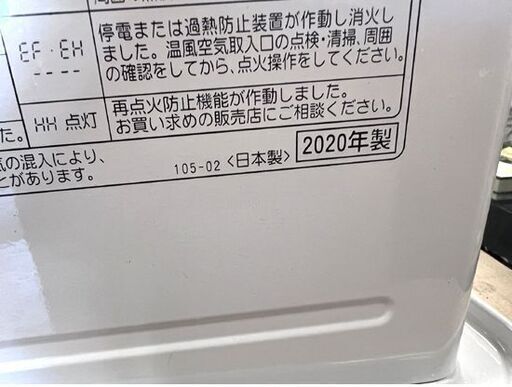 停電または過熱防止装置が作動し消火し
EF・EH
ました。温風空気取入口の点検・清掃、周囲
----
の確認をしてから、点火操作をしてください。
再点火防止機能が作動しました。
た。
HH 点灯
お買い求めの販売店にご相談ください。
気の混入により、
とがあります。
105-02 <日本製>
2020年製